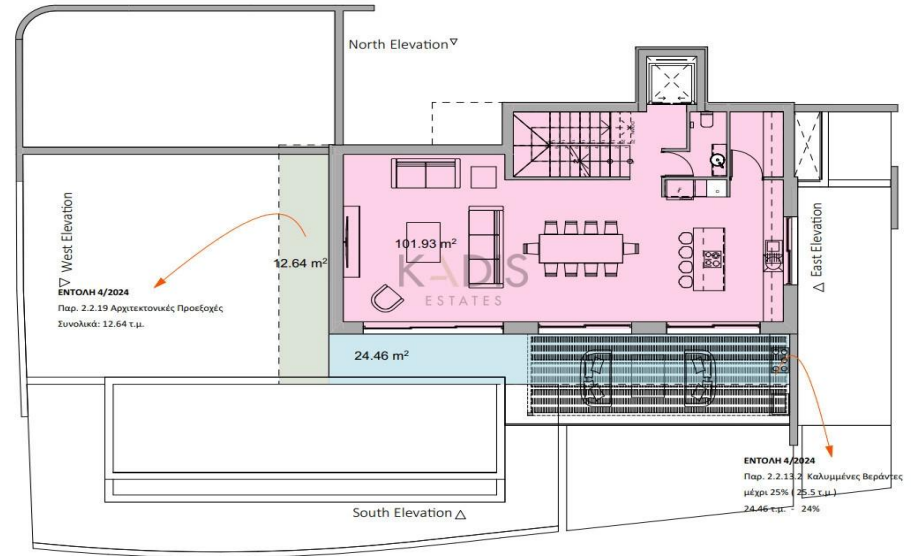 North Elevation
West Elevation
ΕΝΤΟΛΗ 4/2024
Παρ. 2.2.19 Αρχιτεκτονικές Προεξοχές
Συνολικά: 12.64 τ.μ.
12.64 m²
101.93 m²
KADIS
ESTATES
East Elevation
24.46 m²
ΕΝΤΟΛΗ 4/2024
Παρ. 2.2.13.2 Καλυμμένες Βεράντες
μέχρι 25% ( 25.5 τ.μ.)
24.46 τ.μ. - 24%
South Elevation